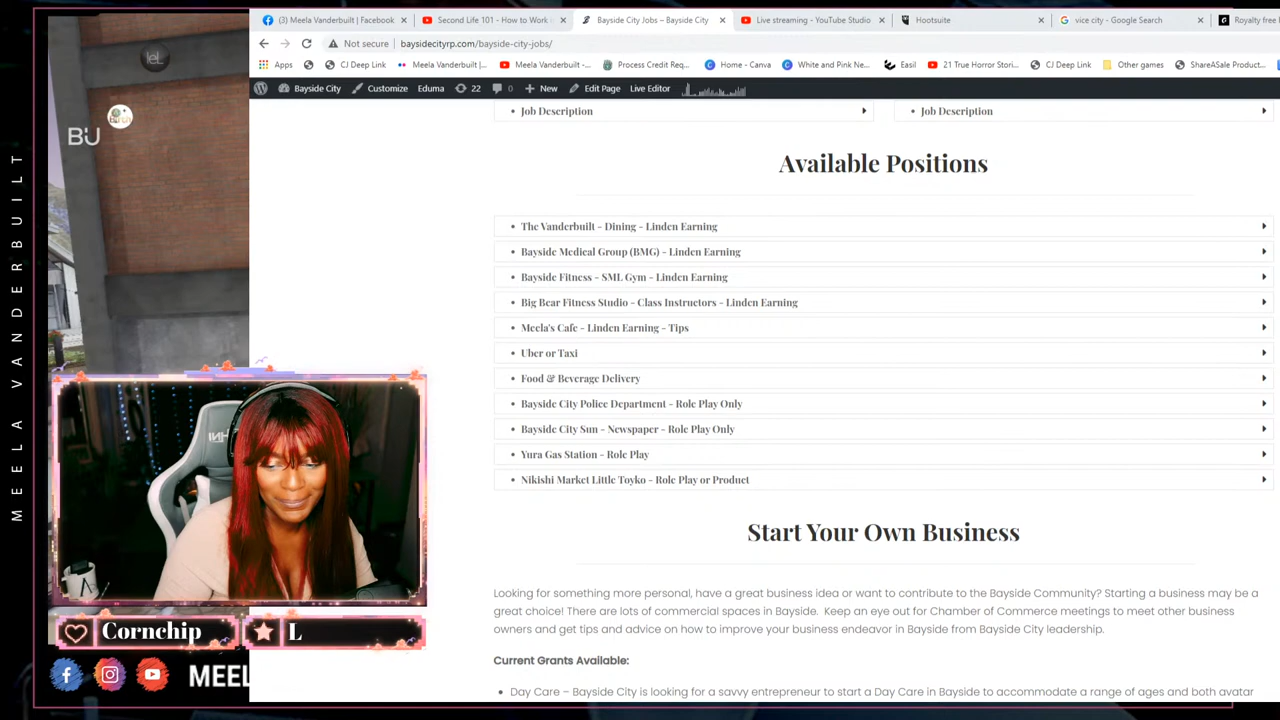 (3) Meela Vanderbuilt | Facebook
Second Life 101 - How to Work i
Bayside City Jobs – Bayside City
Live streaming - YouTube Studio
Hootsuite
vice city - Google Search
Royalty free
Not secure
baysidecityrp.com/bayside-city-jobs/
Apps
CJ Deep Link
Meela Vanderbuilt |...
Meela Vanderbuilt -...
Process Credit Req...
Home - Canva
White and Pink Ne...
Easil
21 True Horror Stori...
CJ Deep Link
Other games
ShareASale Product...
Roya
Bayside City
Customize
Eduma
22
0
New
Edit Page
Live Editor
Job Description
Job Description
Available Positions
The Vanderbuilt - Dining - Linden Earning
Bayside Medical Group (BMG) - Linden Earning
Bayside Fitness - SML Gym - Linden Earning
Big Bear Fitness Studio - Class Instructors - Linden Earning
Meela's Cafe - Linden Earning - Tips
Uber or Taxi
Food & Beverage Delivery
Bayside City Police Department - Role Play Only
Bayside City Sun - Newspaper - Role Play Only
Yura Gas Station - Role Play
Nikishi Market Little Toyko - Role Play or Product
Start Your Own Business
Looking for something more personal, have a great business idea or want to contribute to the Bayside Community? Starting a business may be a
great choice! There are lots of commercial spaces in Bayside. Keep an eye out for Chamber of Commerce meetings to meet other business
owners and get tips and advice on how to improve your business endeavor in Bayside from Bayside City leadership.
Current Grants Available:
Day Care – Bayside City is looking for a savvy entrepreneur to start a Day Care in Bayside to accommodate a range of ages and both avatar
MEELA VANDERBUILT
leL
BU
Cornchip
L
MEEL